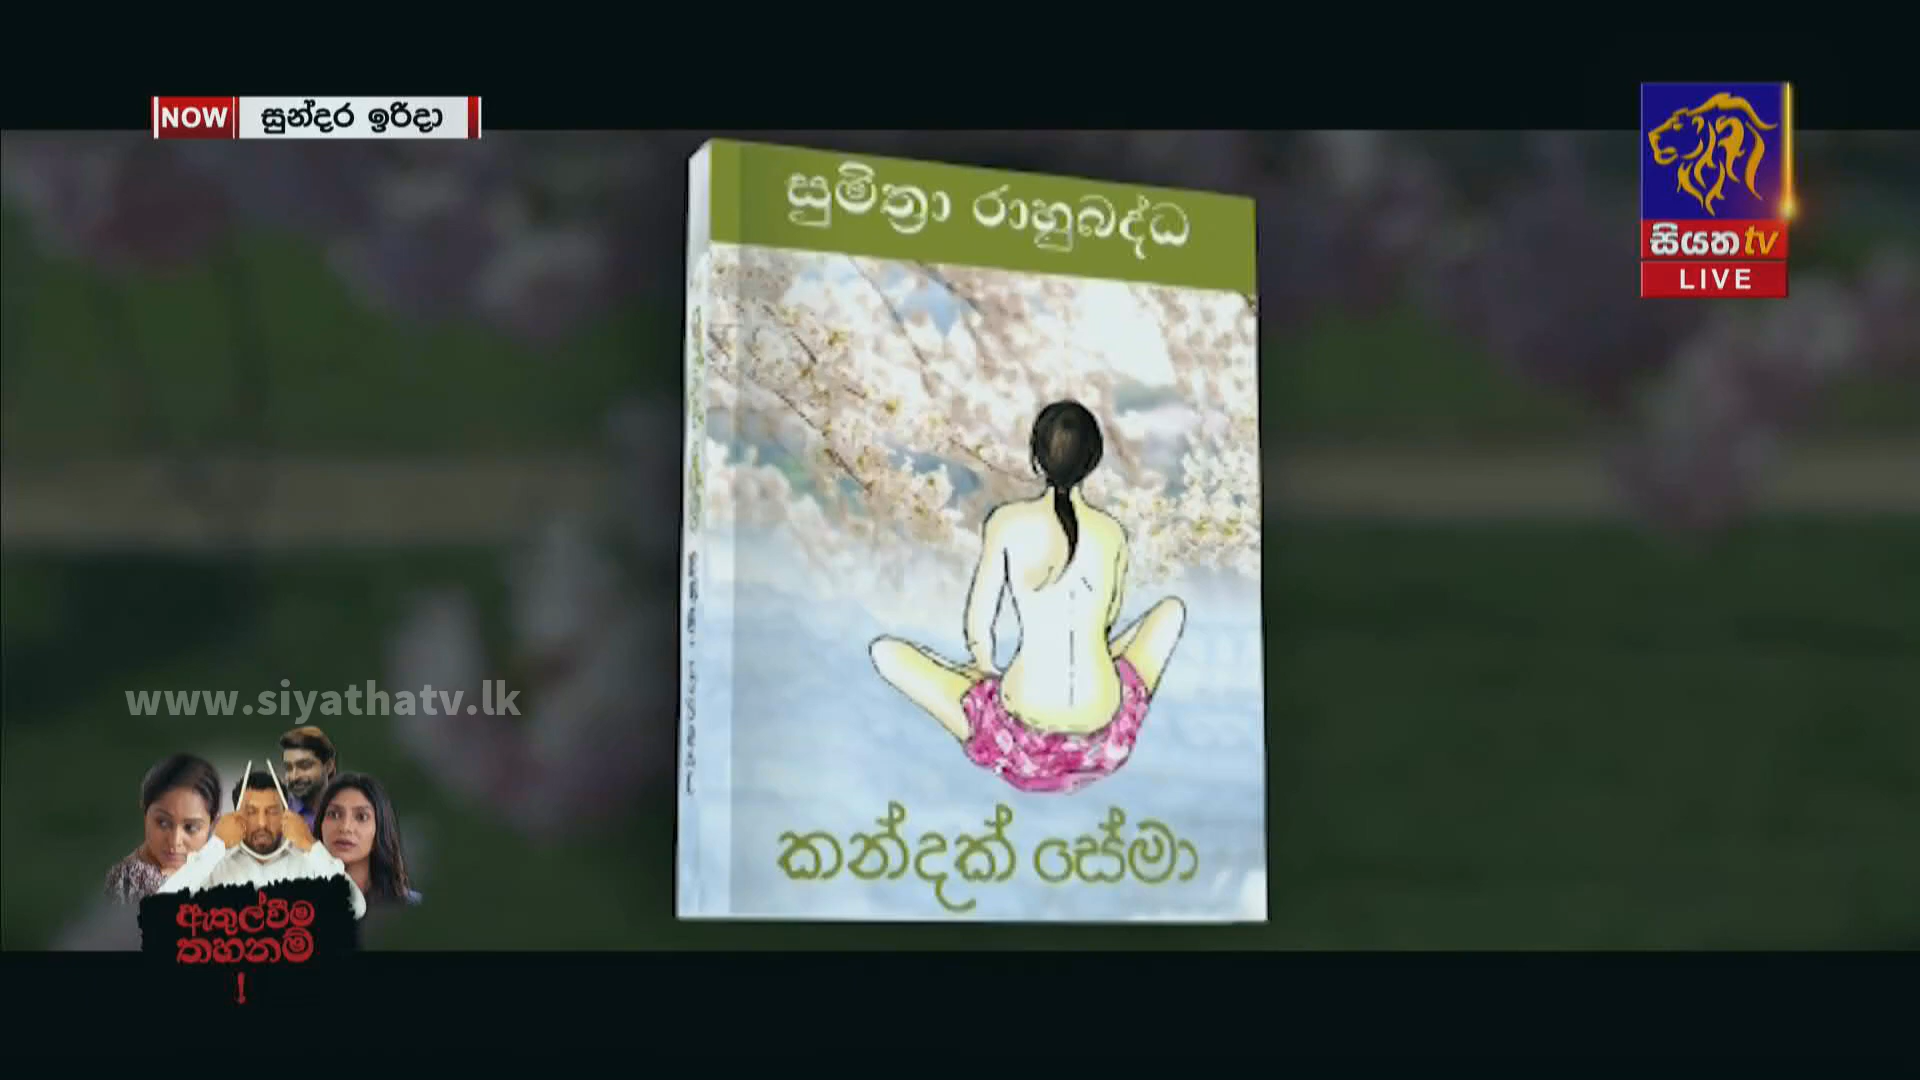 NOW සුන්දර ඉරිදා
සියත tv
LIVE
සුමිත්‍රා රාහුබද්ධ
කන්දක් සේමා
www.siyathatv.lk
ඇතුල්වීම
තහනම්
!